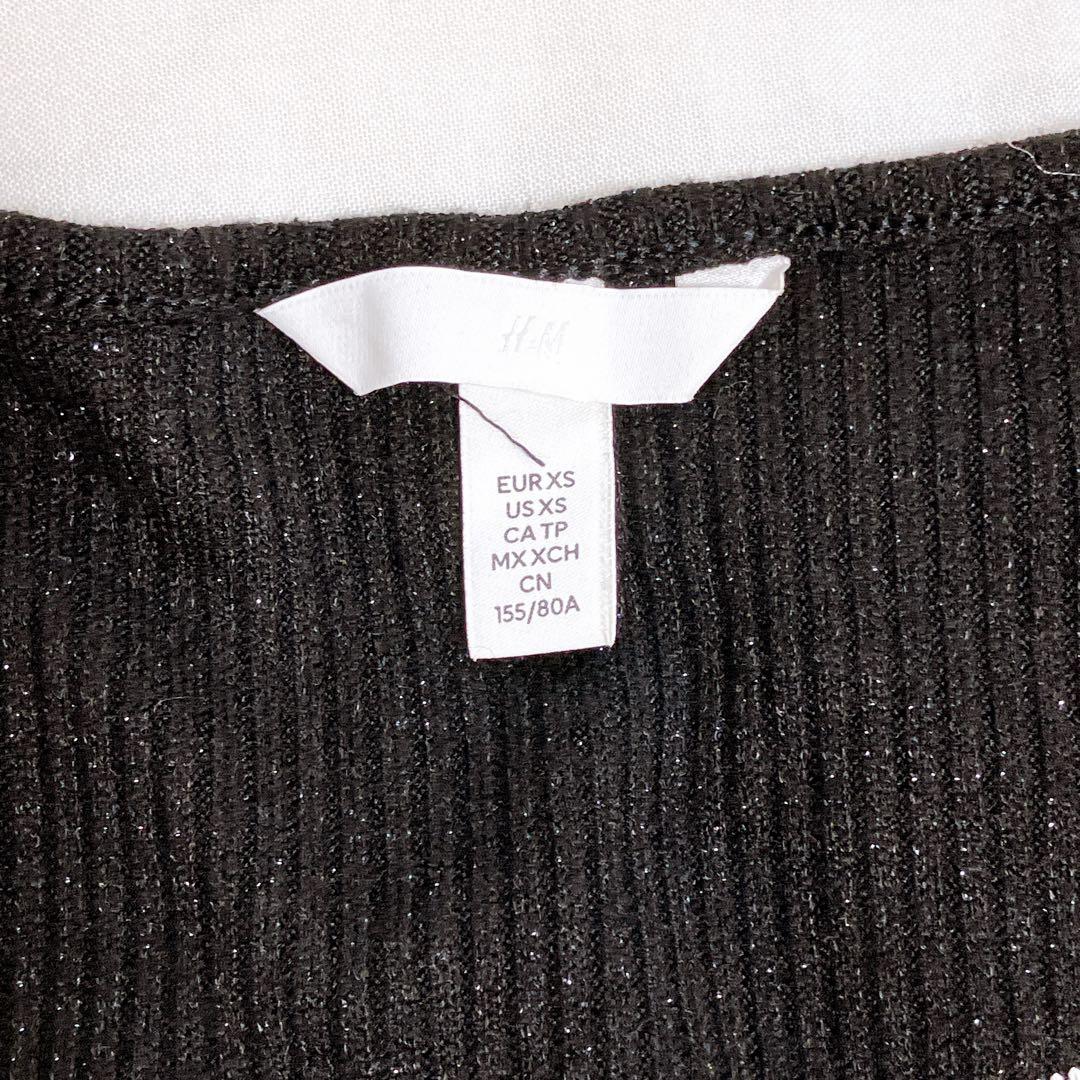 H&M
EUR XS
US XS
CA TP
MX XCH
CN
155/80A